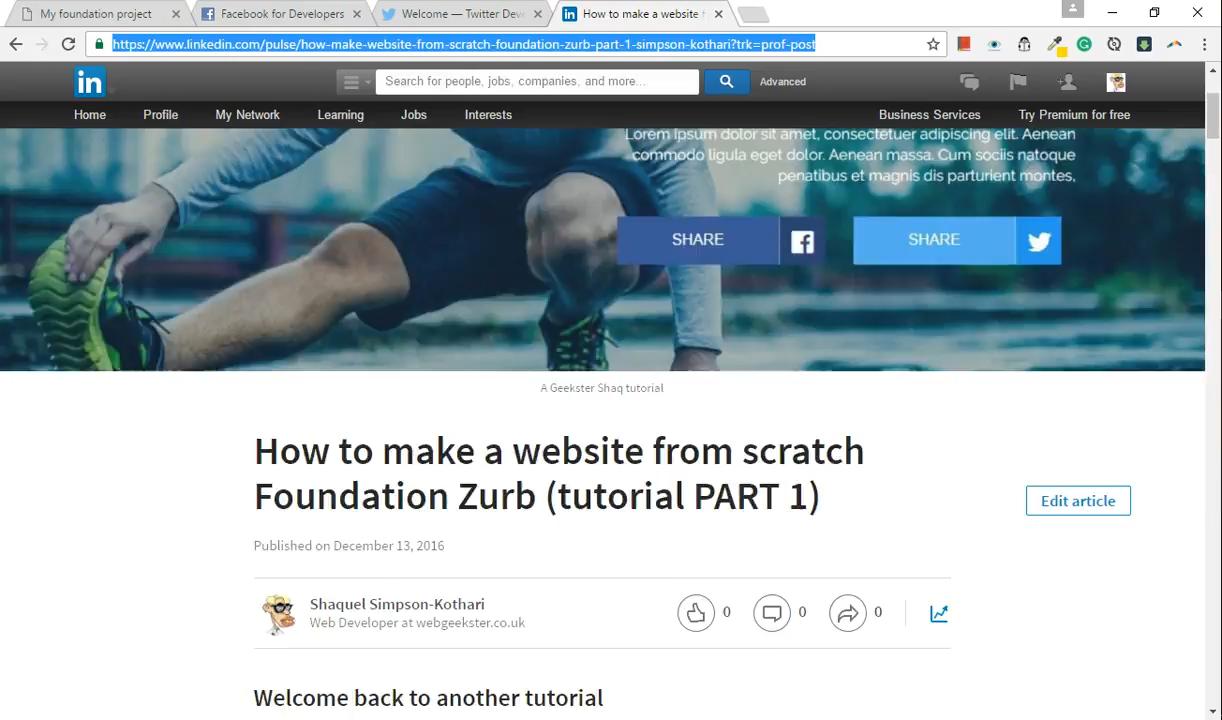 My foundation project
Facebook for Developers
Welcome — Twitter Dev
How to make a website f
https://www.linkedin.com/pulse/how-make-website-from-scratch-foundation-zurb-part-1-simpson-kothari?trk=prof-post
in
Search for people, jobs, companies, and more...
Advanced
Home
Profile
My Network
Learning
Jobs
Interests
Business Services
Try Premium for free
Lorem ipsum dolor sit amet, consectetuer adipiscing elit. Aenean
commodo ligula eget dolor. Aenean massa. Cum sociis natoque
penatibus et magnis dis parturient montes,
SHARE
SHARE
A Geekster Shaq tutorial
How to make a website from scratch
Foundation Zurb (tutorial PART 1)
Edit article
Published on December 13, 2016
Shaquel Simpson-Kothari
Web Developer at webgeekster.co.uk
0
0
0
Welcome back to another tutorial